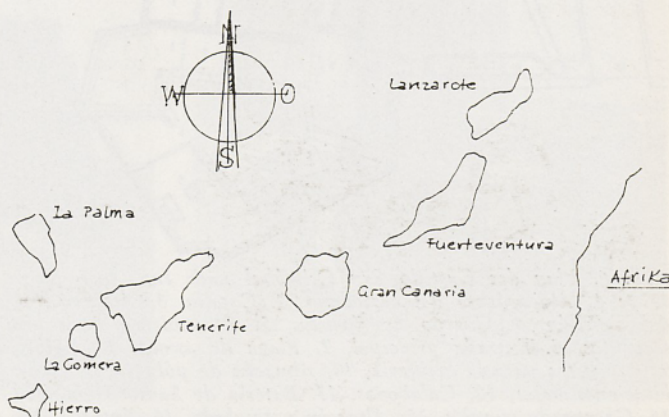 N
W O
S
Lanzarote
La Palma
Fuerteventura
Afrika
Gran Canaria
Tenerife
La Gomera
Hierro